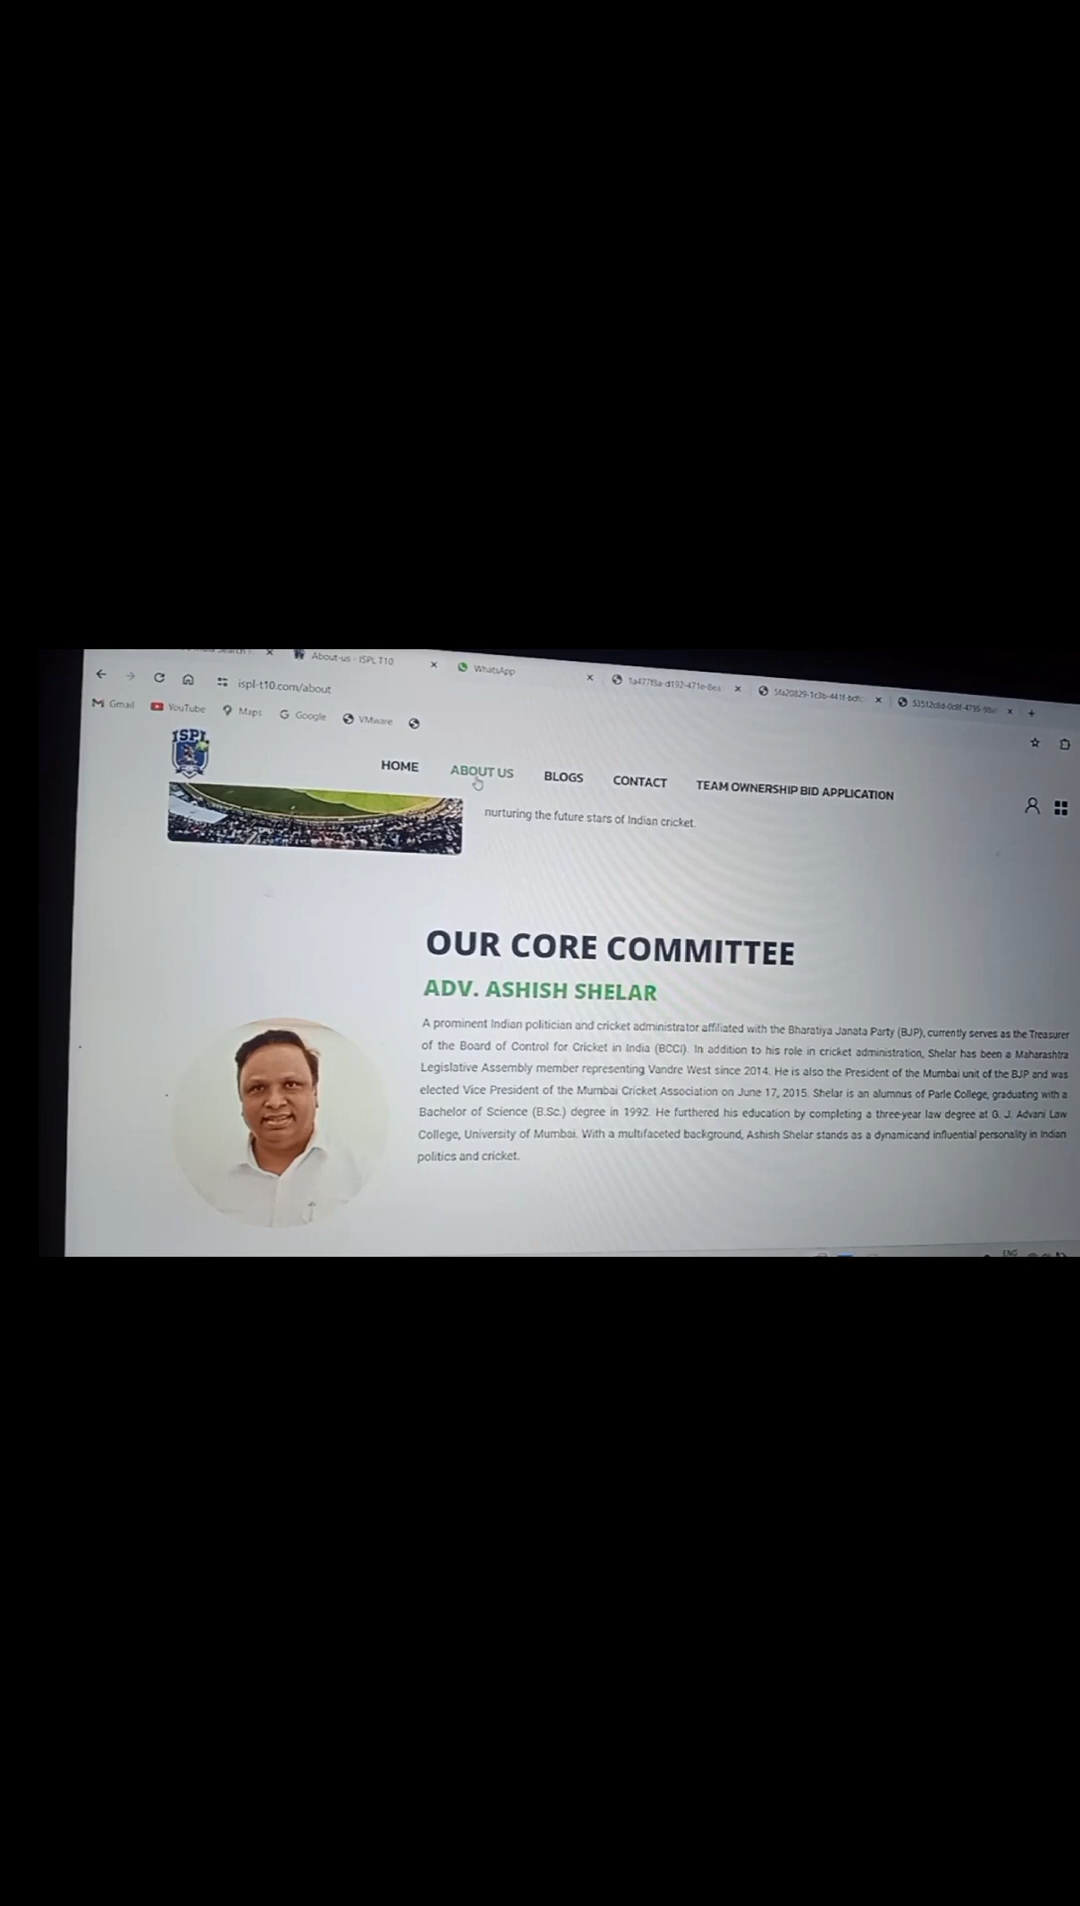 About-us - ISPL T10
WhatsApp
ispl-t10.com/about
Gmail YouTube Maps Google VMware
ISPL
HOME ABOUT US BLOGS CONTACT TEAM OWNERSHIP BID APPLICATION
nurturing the future stars of Indian cricket.
OUR CORE COMMITTEE
ADV. ASHISH SHELAR
A prominent Indian politician and cricket administrator affiliated with the Bharatiya Janata Party (BJP), currently serves as the Treasurer
of the Board of Control for Cricket in India (BCCI). In addition to his role in cricket administration, Shelar has been a Maharashtra
Legislative Assembly member representing Vandre West since 2014. He is also the President of the Mumbai unit of the BJP and was
elected Vice President of the Mumbai Cricket Association on June 17, 2015. Shelar is an alumnus of Parle College, graduating with a
Bachelor of Science (B.Sc.) degree in 1992. He furthered his education by completing a three-year law degree at G. J. Advani Law
College, University of Mumbai. With a multifaceted background, Ashish Shelar stands as a dynamicand influential personality in Indian
politics and cricket.
ENG